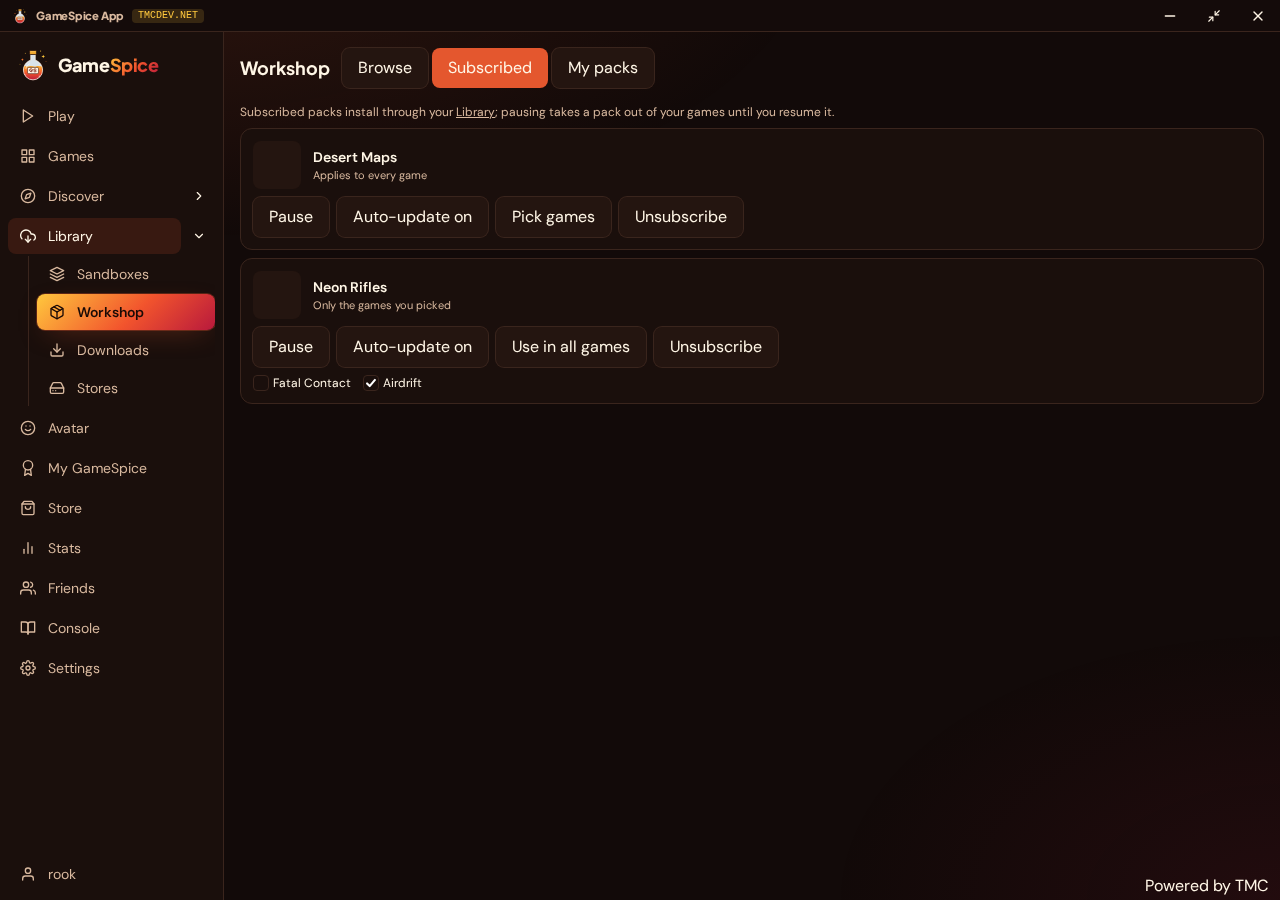 GameSpice App TMCDEV.NET
GameSpice
Play
Games
Discover
Library
Sandboxes
Workshop
Downloads
Stores
Avatar
My GameSpice
Store
Stats
Friends
Console
Settings
rook
Workshop Browse Subscribed My packs
Subscribed packs install through your Library; pausing takes a pack out of your games until you resume it.
Desert Maps
Applies to every game
Pause Auto-update on Pick games Unsubscribe
Neon Rifles
Only the games you picked
Pause Auto-update on Use in all games Unsubscribe
Fatal Contact Airdrift
Powered by TMC